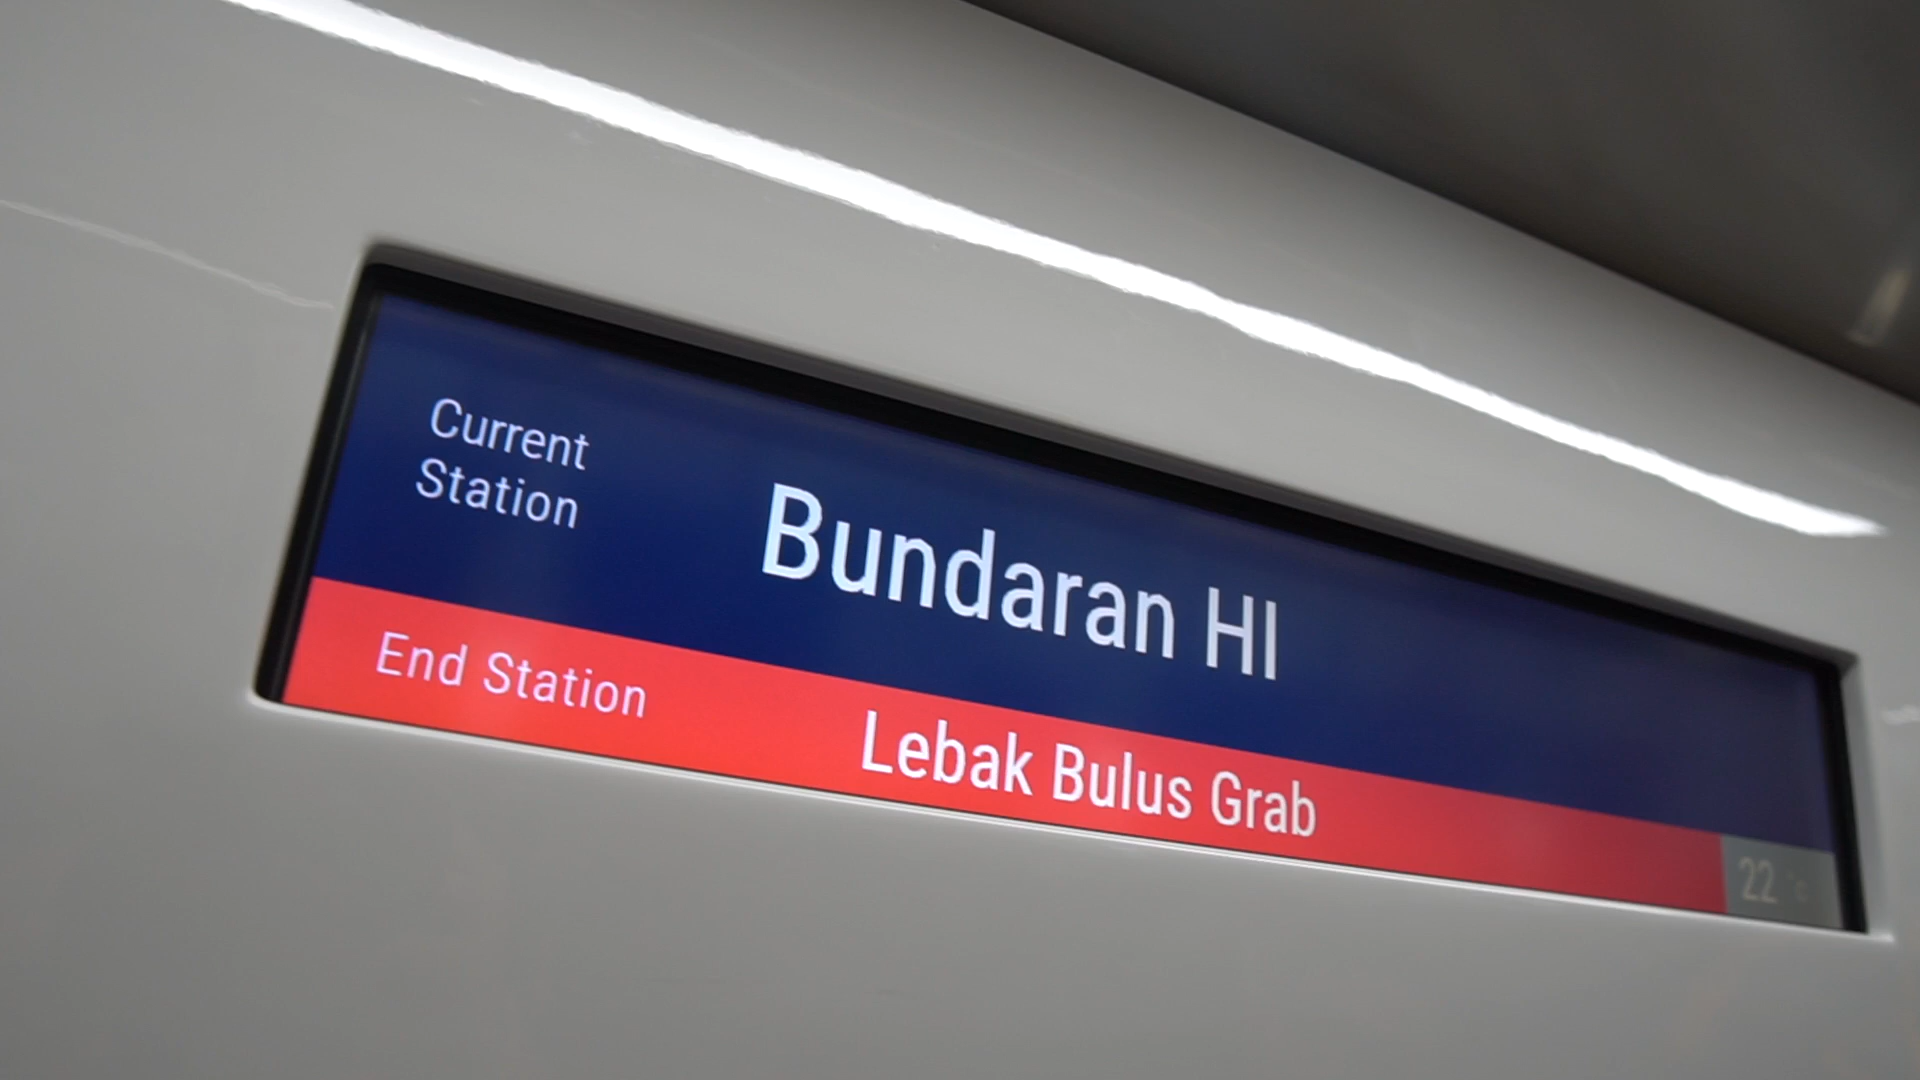 Current
Station
Bundaran HI
End Station
Lebak Bulus Grab
22 °c